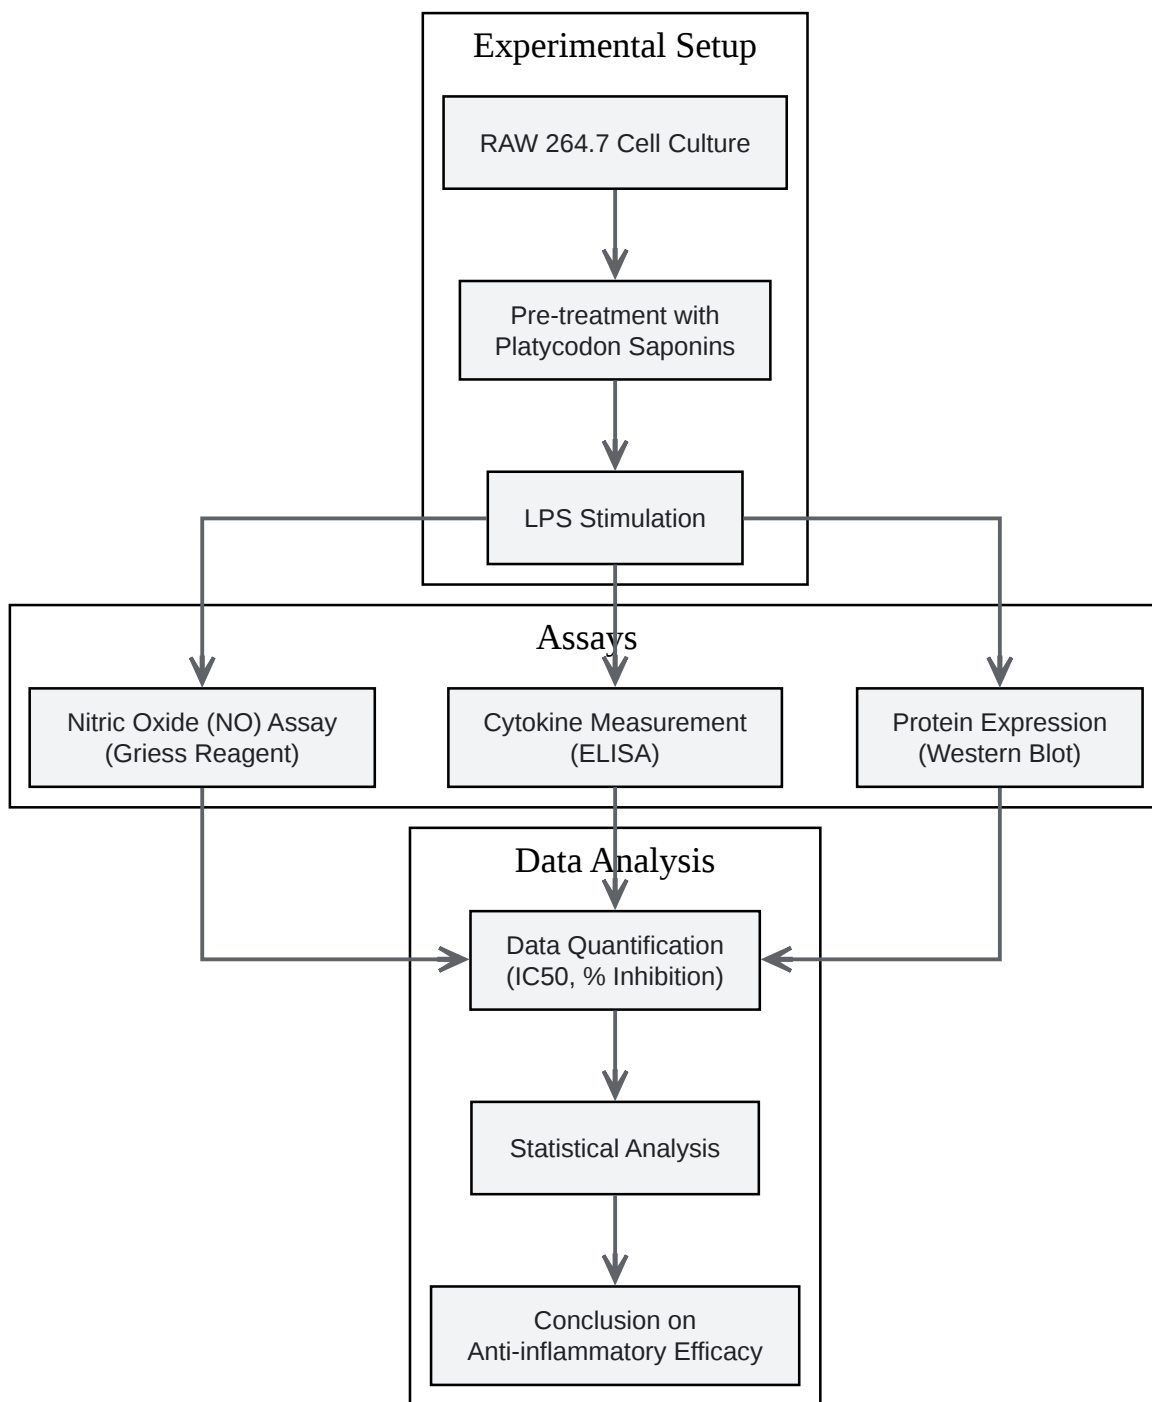 Experimental Setup
RAW 264.7 Cell Culture
Pre-treatment with
Platycodon Saponins
LPS Stimulation
Assays
Nitric Oxide (NO) Assay
(Griess Reagent)
Cytokine Measurement
(ELISA)
Protein Expression
(Western Blot)
Data Analysis
Data Quantification
(IC50, % Inhibition)
Statistical Analysis
Conclusion on
Anti-inflammatory Efficacy